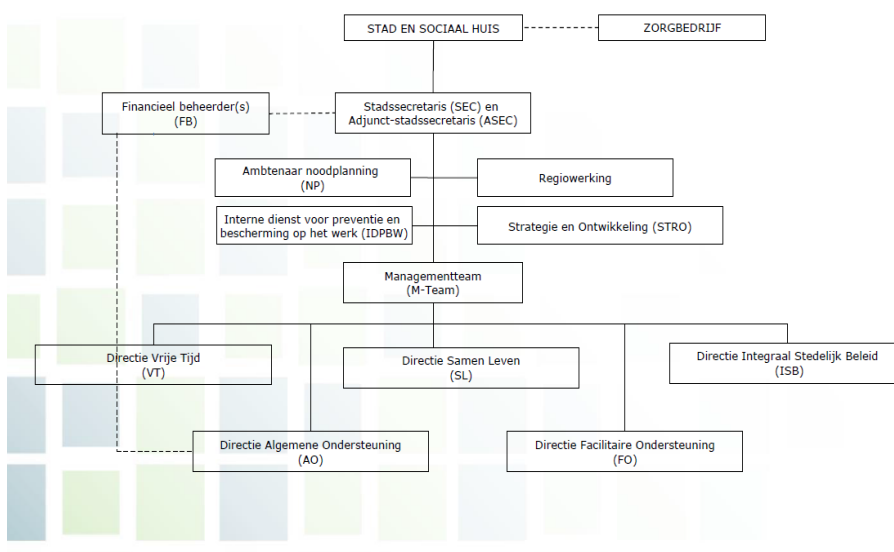 STAD EN SOCIAAL HUIS
ZORGBEDRIJF
Financieel beheerder(s)
(FB)
Stadssecretaris (SEC) en
Adjunct-stadssecretaris (ASEC)
Ambtenaar noodplanning
(NP)
Regiowerking
Interne dienst voor preventie en
bescherming op het werk (IDPBW)
Strategie en Ontwikkeling (STRO)
Managementteam
(M-Team)
Directie Vrije Tijd
(VT)
Directie Samen Leven
(SL)
Directie Integraal Stedelijk Beleid
(ISB)
Directie Algemene Ondersteuning
(AO)
Directie Facilitaire Ondersteuning
(FO)